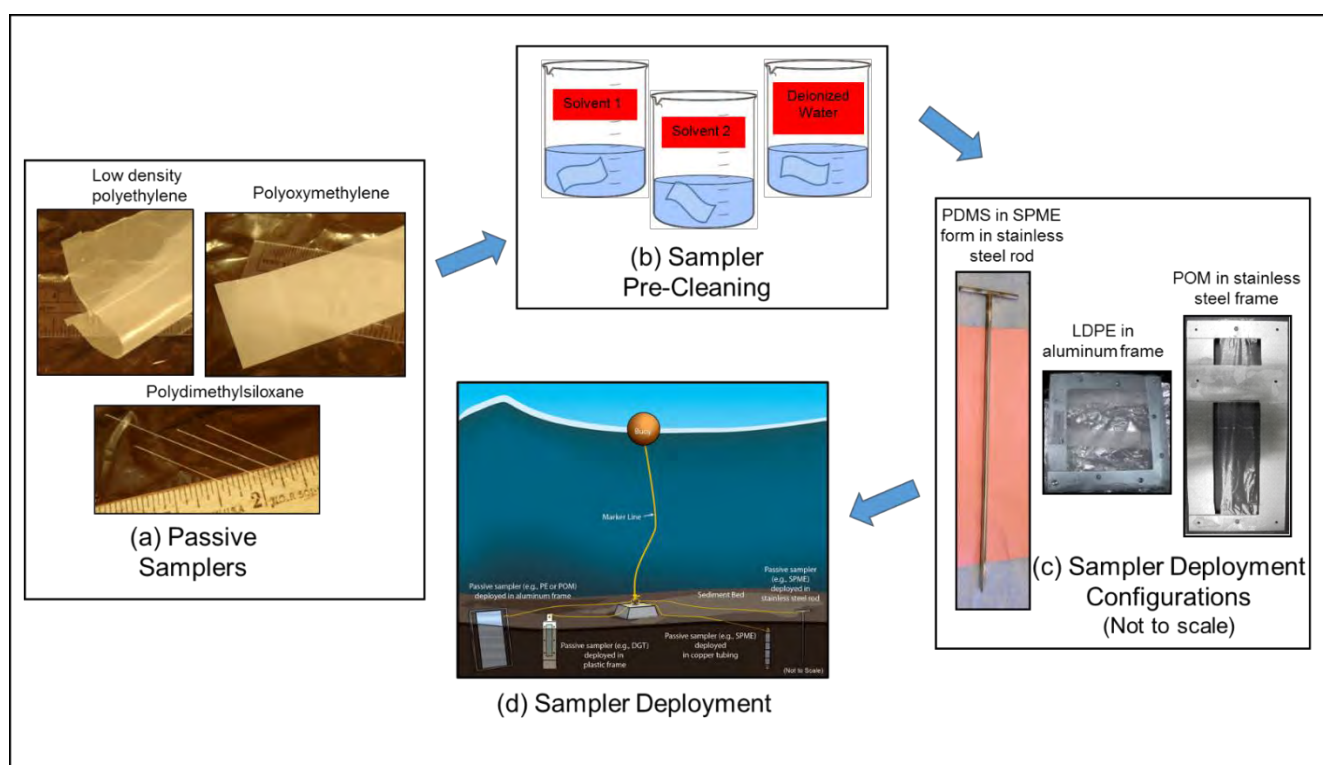 Low density
polyethylene
Polyoxymethylene
Polydimethylsiloxane
2
(a) Passive
Samplers
Solvent 1
Solvent 2
Deionized
Water
(b) Sampler
Pre-Cleaning
PDMS in SPME
form in stainless
steel rod
LDPE in
aluminum frame
POM in stainless
steel frame
(c) Sampler Deployment
Configurations
(Not to scale)
Buoy
Marker Line
Passive sampler (e.g., PE or POM)
deployed in aluminum frame
Sediment Bed
Passive sampler
(e.g., SPME)
deployed in
stainless steel rod
Passive sampler (e.g., DGT)
deployed in
plastic frame
Passive sampler (e.g., SPME)
deployed
in copper tubing
(Not to Scale)
(d) Sampler Deployment